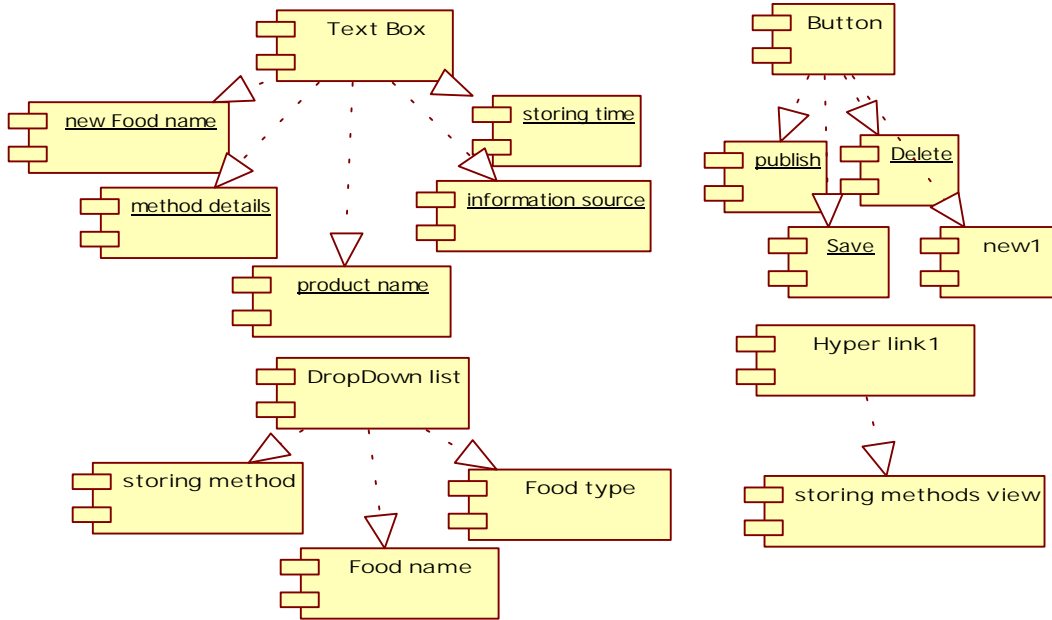 Text Box
new Food name
storing time
method details
information source
product name
Button
publish
Delete
Save
new1
DropDown list
storing method
Food type
Food name
Hyper link1
storing methods view